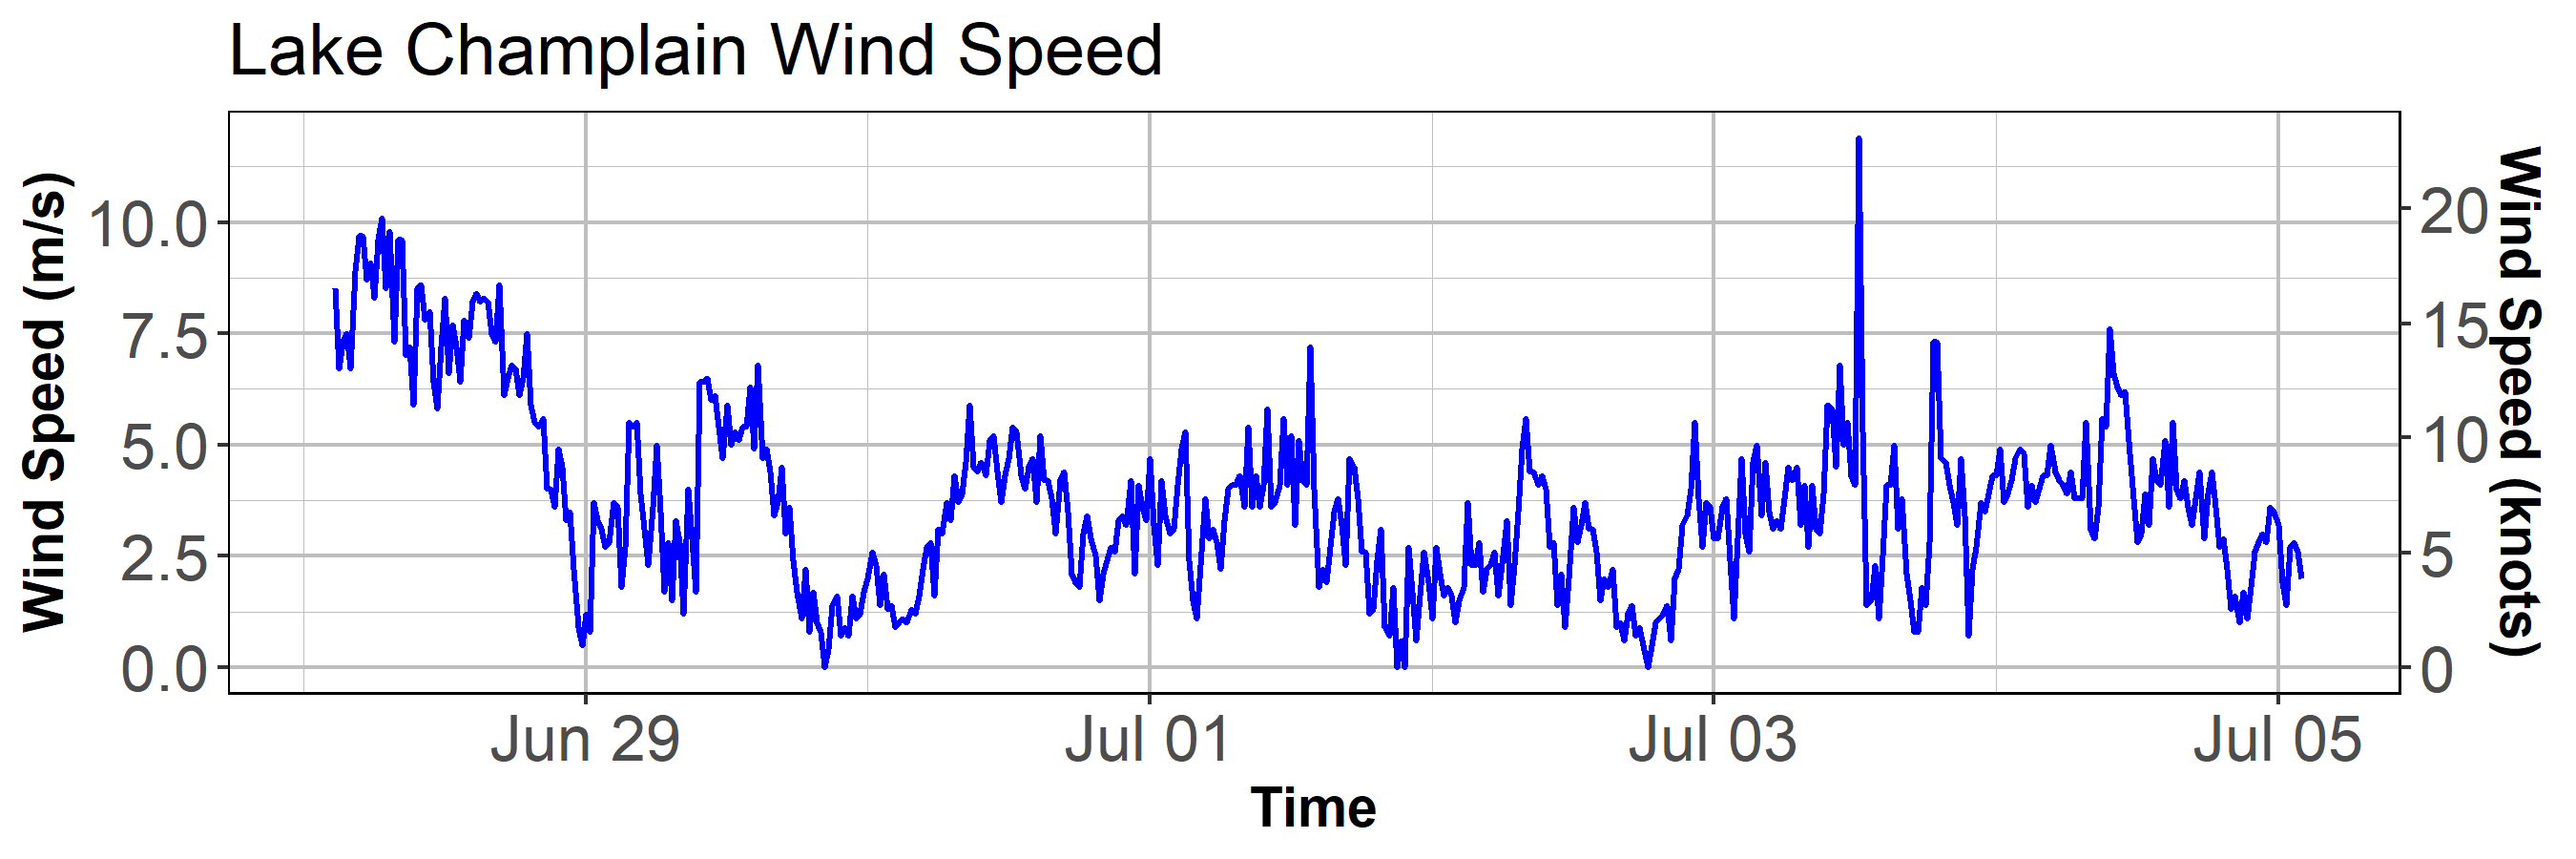 Lake Champlain Wind Speed
Wind Speed (m/s)
10.0
7.5
5.0
2.5
0.0
20
15
10
5
0
Wind Speed (knots)
Jun 29
Jul 01
Jul 03
Jul 05
Time